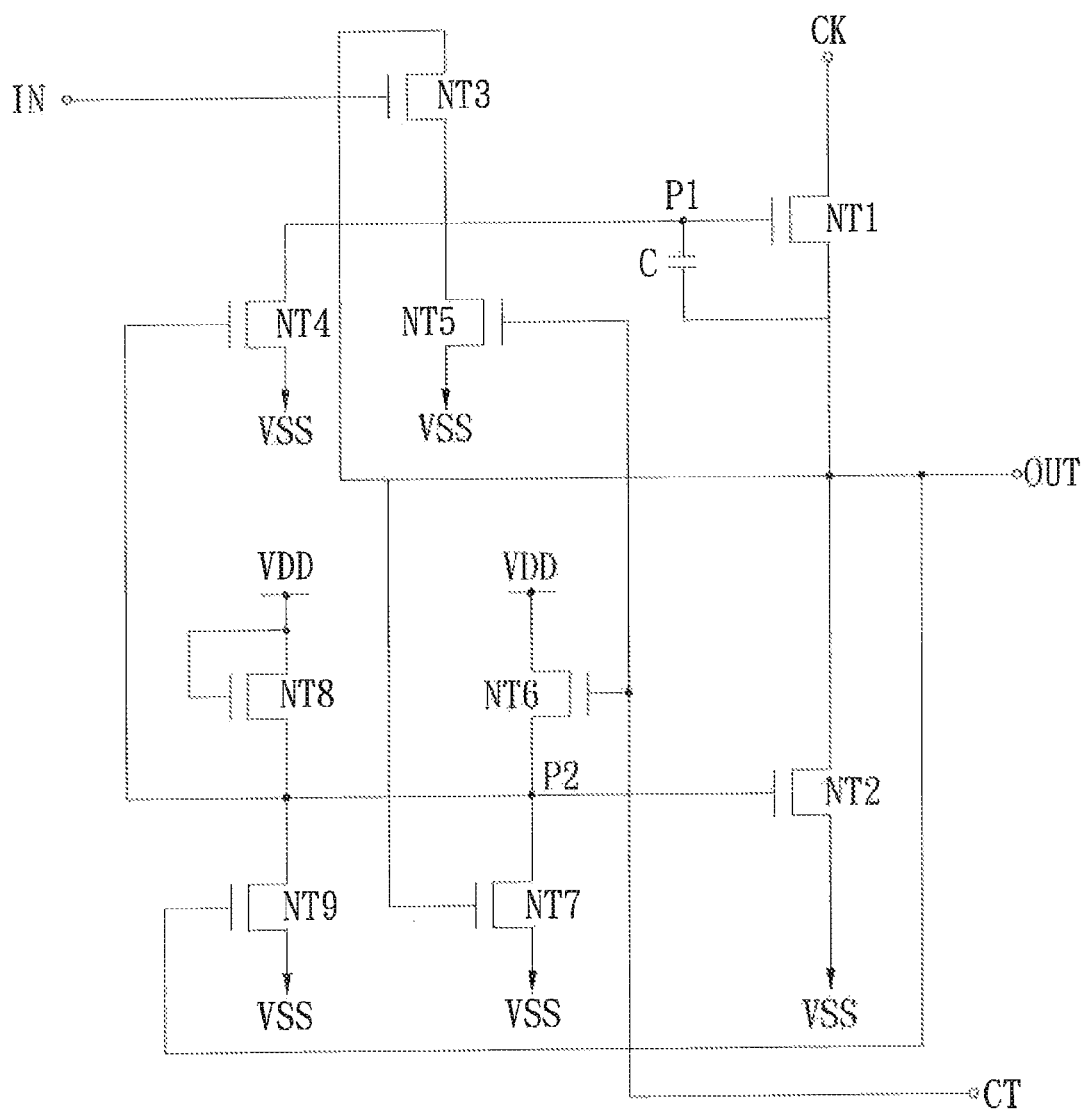 CK
IN
NT3
P1
NT1
C
NT4
NT5
VSS
VSS
OUT
VDD
VDD
NT8
NT6
P2
NT2
NT9
NT7
VSS
VSS
VSS
CT